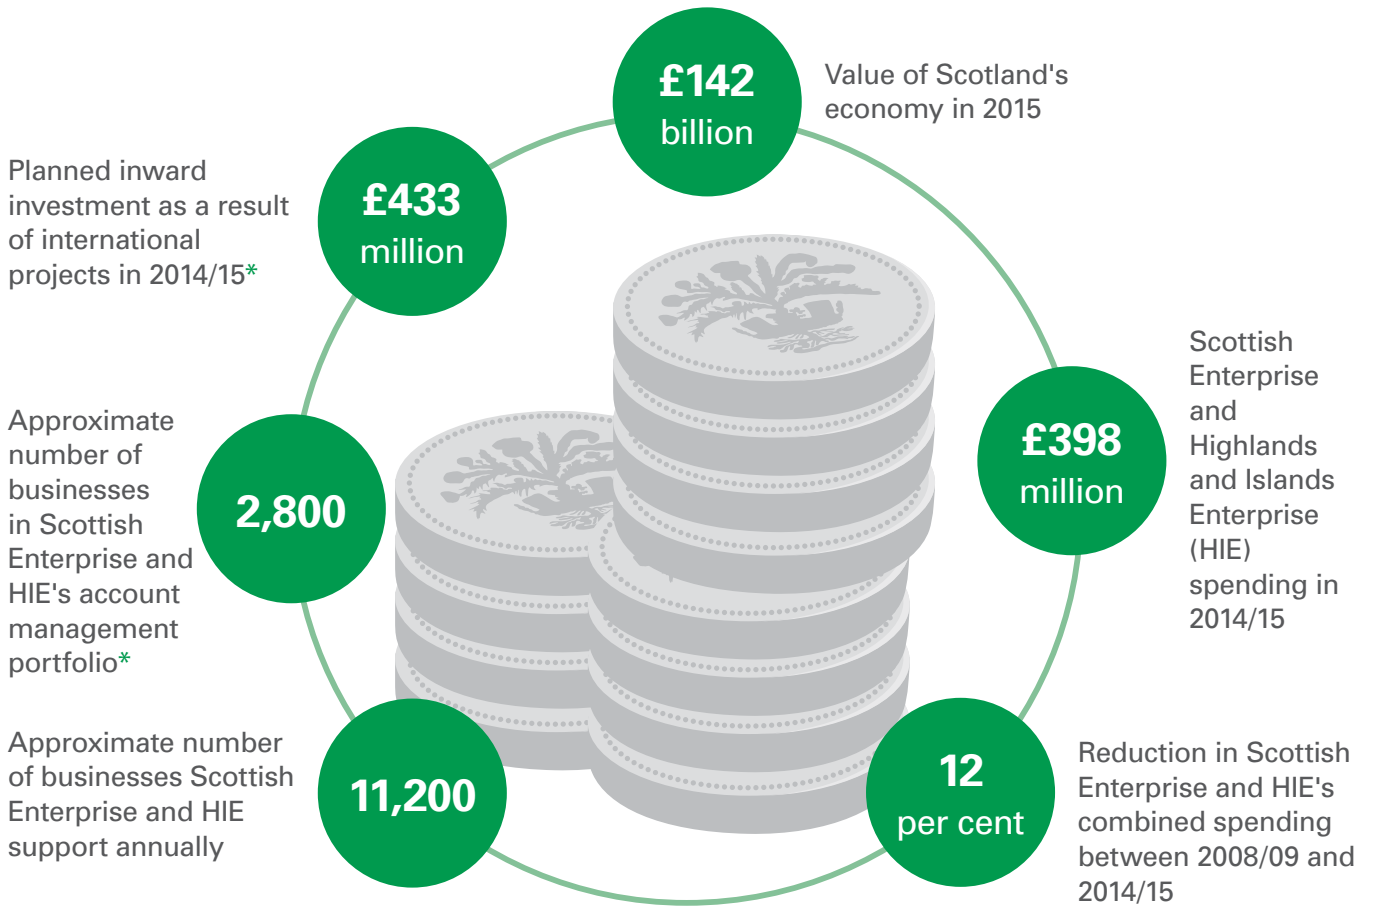 £142
billion
Value of Scotland's
economy in 2015
£398
million
Scottish
Enterprise
and
Highlands
and Islands
Enterprise
(HIE)
spending in
2014/15
12
per cent
Reduction in Scottish
Enterprise and HIE's
combined spending
between 2008/09 and
2014/15
11,200
Approximate number
of businesses Scottish
Enterprise and HIE
support annually
2,800
Approximate
number of
businesses
in Scottish
Enterprise and
HIE's account
management
portfolio*
£433
million
Planned inward
investment as a result
of international
projects in 2014/15*